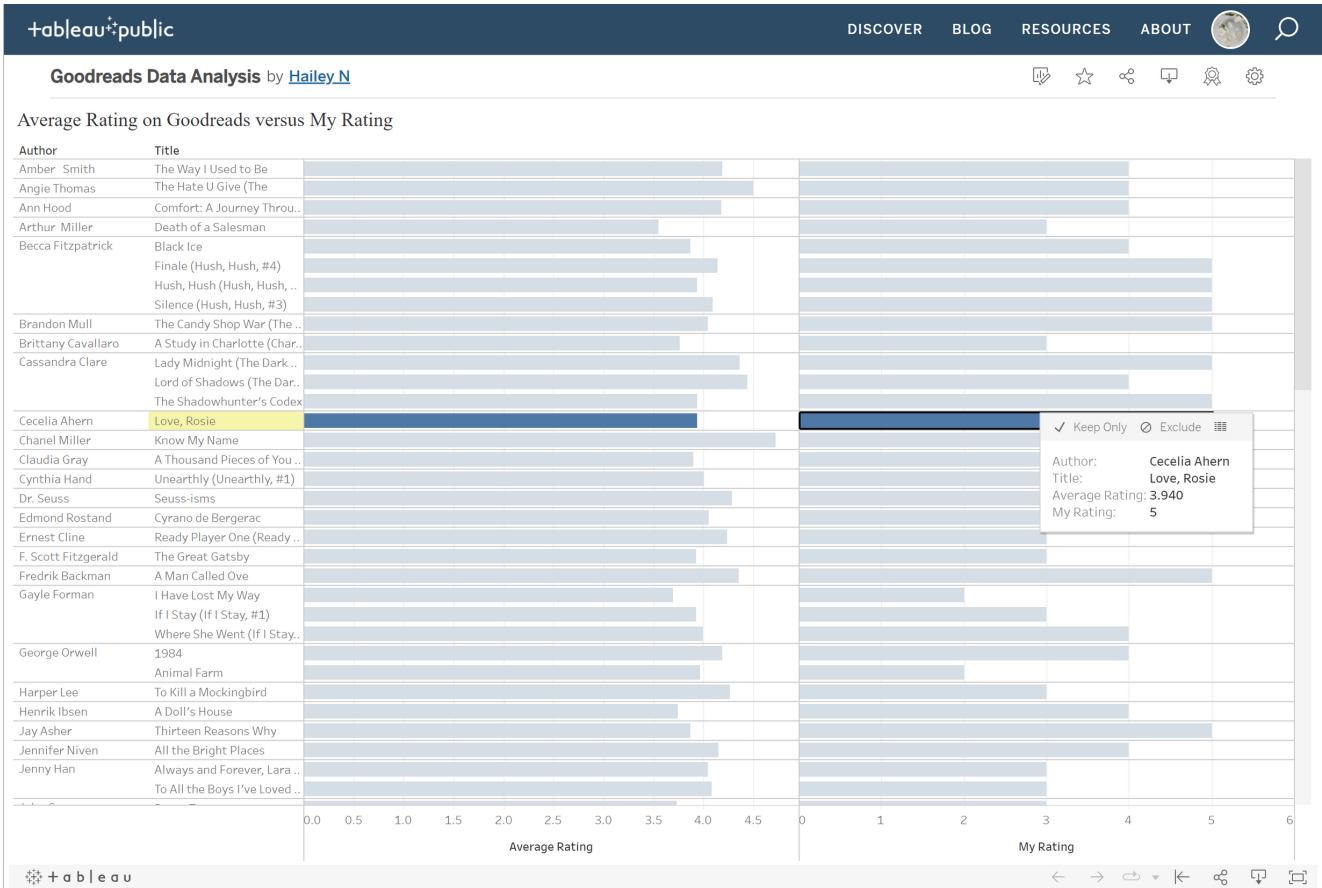 +ableau+public DISCOVER BLOG RESOURCES ABOUT
Goodreads Data Analysis by Hailey N
Average Rating on Goodreads versus My Rating
Author Title
Amber Smith The Way I Used to Be
Angie Thomas The Hate U Give (The
Ann Hood Comfort: A Journey Throu..
Arthur Miller Death of a Salesman
Becca Fitzpatrick Black Ice
Finale (Hush, Hush, #4)
Hush, Hush (Hush, Hush, ..
Silence (Hush, Hush, #3)
Brandon Mull The Candy Shop War (The ..
Brittany Cavallaro A Study in Charlotte (Char..
Cassandra Clare Lady Midnight (The Dark ..
Lord of Shadows (The Dar..
The Shadowhunter's Codex
Cecelia Ahern Love, Rosie
Chanel Miller Know My Name
Claudia Gray A Thousand Pieces of You ..
Cynthia Hand Unearthly (Unearthly, #1)
Dr. Seuss Seuss-isms
Edmond Rostand Cyrano de Bergerac
Ernest Cline Ready Player One (Ready ..
F. Scott Fitzgerald The Great Gatsby
Fredrik Backman A Man Called Ove
Gayle Forman I Have Lost My Way
If I Stay (If I Stay, #1)
Where She Went (If I Stay..
George Orwell 1984
Animal Farm
Harper Lee To Kill a Mockingbird
Henrik Ibsen A Doll's House
Jay Asher Thirteen Reasons Why
Jennifer Niven All the Bright Places
Jenny Han Always and Forever, Lara ..
To All the Boys I've Loved ..
Keep Only Exclude
Author: Cecelia Ahern
Title: Love, Rosie
Average Rating: 3.940
My Rating: 5
0.0 0.5 1.0 1.5 2.0 2.5 3.0 3.5 4.0 4.5 0 1 2 3 4 5 6
Average Rating My Rating
+ableau